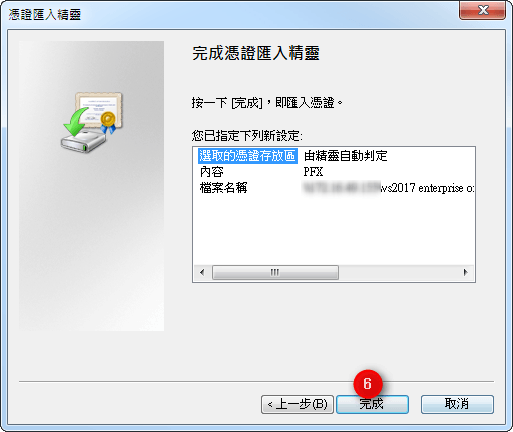 憑證匯入精靈
完成憑證匯入精靈
按一下 [完成]，即匯入憑證。
您已指定下列新設定:
選取的憑證存放區 由精靈自動判定
內容 PFX
檔案名稱 ws2017 enterprise o
6
< 上一步(B) 完成 取消